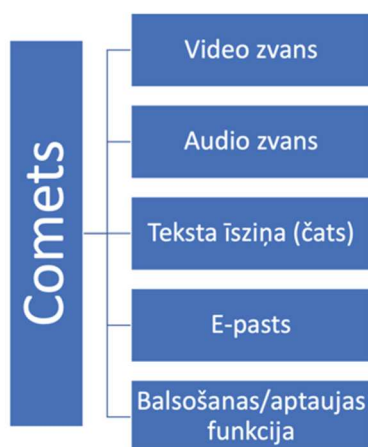 Comets
Video zvans
Audio zvans
Teksta īsziņa (čats)
E-pasts
Balsošanas/aptaujas
funkcija